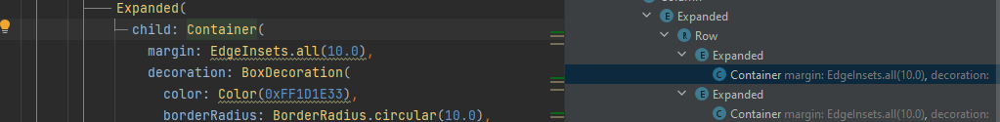 Expanded(
child: Container(
margin: EdgeInsets.all(10.0),
decoration: BoxDecoration(
color: Color(0xFF1D1E33),
borderRadius: BorderRadius.circular(10.0),
Column
E Expanded
R Row
E Expanded
C Container margin: EdgeInsets.all(10.0), decoration:
E Expanded
C Container margin: EdgeInsets.all(10.0), decoration: